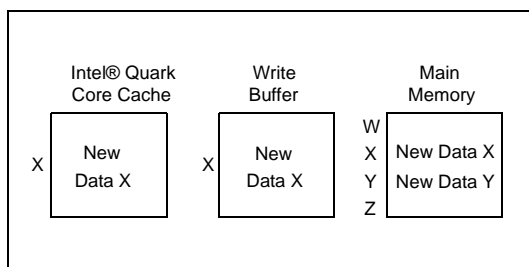 Intel® Quark
Core Cache
Write
Buffer
Main
Memory
X
New
Data X
X
New
Data X
W
X
Y
Z
New Data X
New Data Y